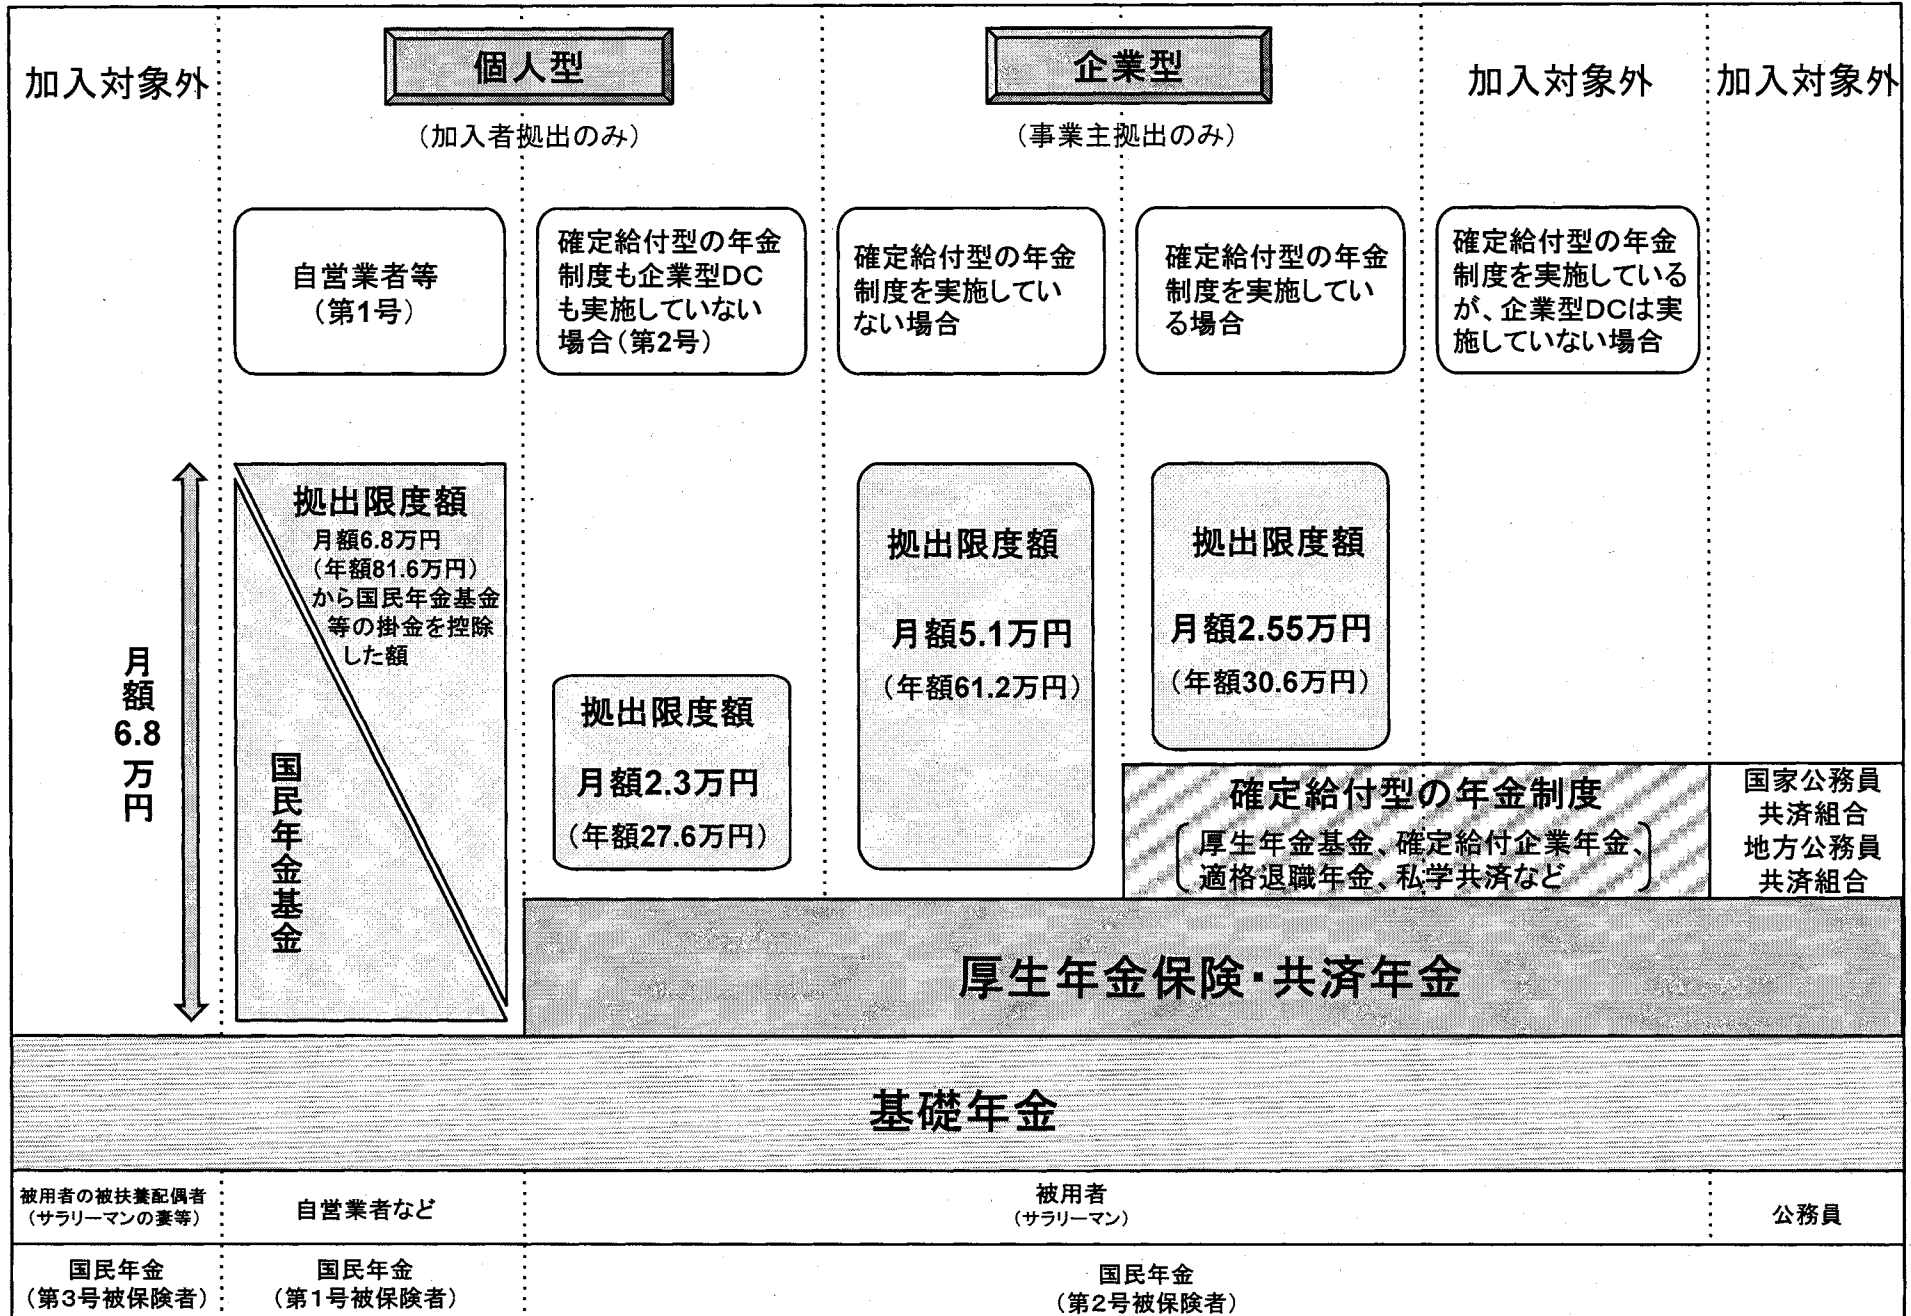 加入対象外
個人型
(加入者拠出のみ)
企業型
(事業主拠出のみ)
加入対象外
加入対象外
自営業者等
(第1号)
確定給付型の年金
制度も企業型DC
も実施していない
場合(第2号)
確定給付型の年金
制度を実施してい
ない場合
確定給付型の年金
制度を実施してい
る場合
確定給付型の年金
制度を実施している
が、企業型DCは実
施していない場合
月額6.8万円
拠出限度額
月額6.8万円
(年額81.6万円)
から国民年金基金
等の掛金を控除
した額
国民年金基金
拠出限度額
月額2.3万円
(年額27.6万円)
拠出限度額
月額5.1万円
(年額61.2万円)
拠出限度額
月額2.55万円
(年額30.6万円)
確定給付型の年金制度
厚生年金基金、確定給付企業年金、
適格退職年金、私学共済など
国家公務員
共済組合
地方公務員
共済組合
厚生年金保険・共済年金
基礎年金
被用者の被扶養配偶者
(サラリーマンの妻等)
自営業者など
被用者
(サラリーマン)
公務員
国民年金
(第3号被保険者)
国民年金
(第1号被保険者)
国民年金
(第2号被保険者)